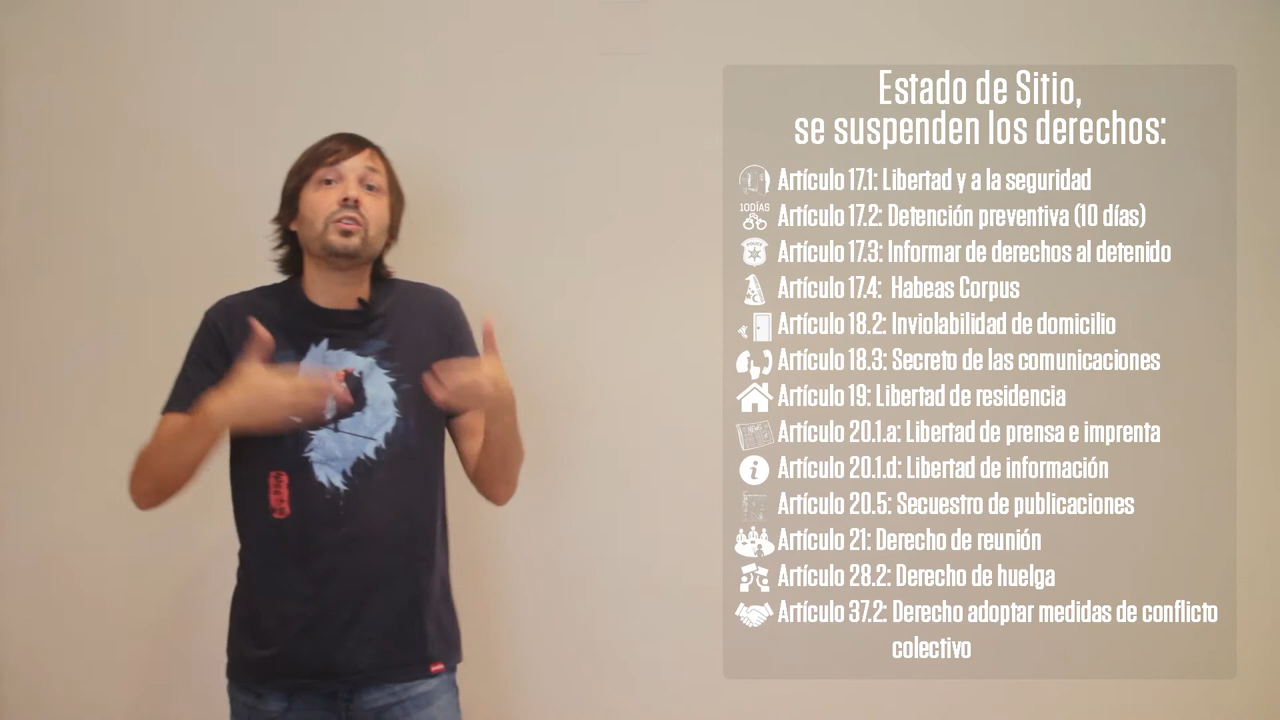 Estado de Sitio,
se suspenden los derechos:
Artículo 17.1: Libertad y a la seguridad
10DÍAS
Artículo 17.2: Detención preventiva (10 días)
Artículo 17.3: Informar de derechos al detenido
Artículo 17.4: Habeas Corpus
Artículo 18.2: Inviolabilidad de domicilio
Artículo 18.3: Secreto de las comunicaciones
Artículo 19: Libertad de residencia
NEWS
Artículo 20.1.a: Libertad de prensa e imprenta
i
Artículo 20.1.d: Libertad de información
Artículo 20.5: Secuestro de publicaciones
Artículo 21: Derecho de reunión
Artículo 28.2: Derecho de huelga
Artículo 37.2: Derecho adoptar medidas de conflicto
colectivo